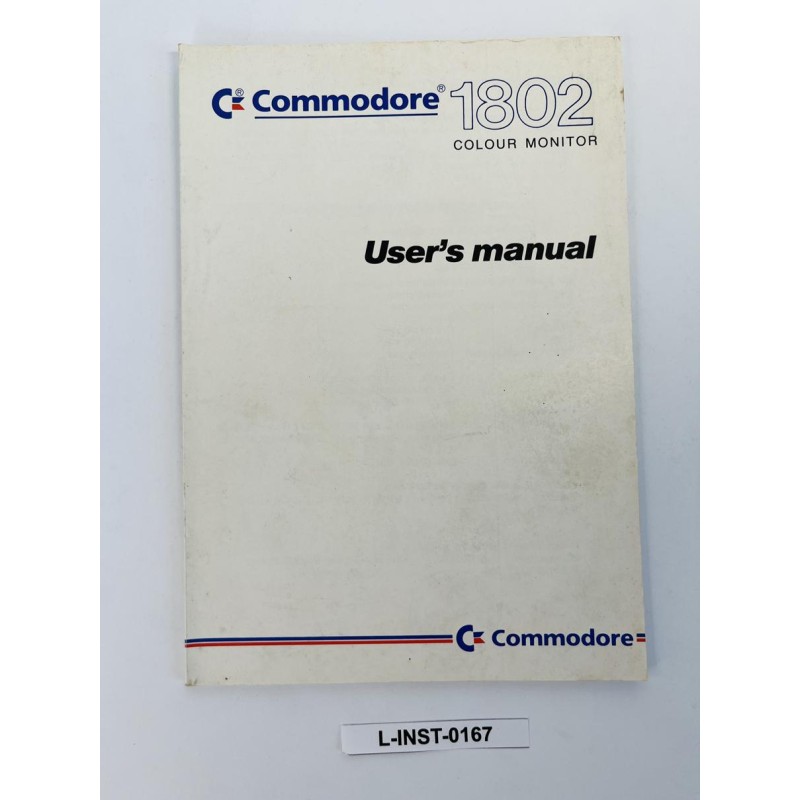 Commodore® 1802
COLOUR MONITOR
User's manual
Commodore
L-INST-0167